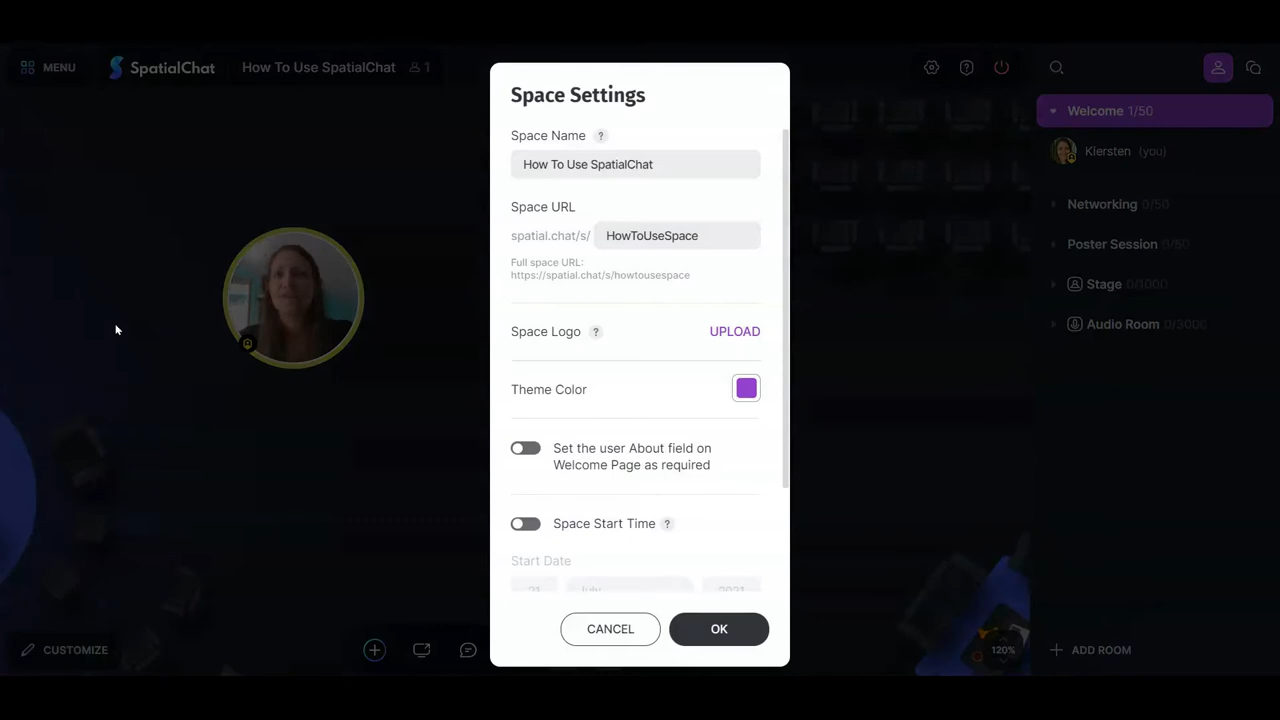 MENU
SpatialChat
How To Use SpatialChat
1
Space Settings
Space Name ?
How To Use SpatialChat
Space URL
spatial.chat/s/ HowToUseSpace
Full space URL:
https://spatial.chat/s/howtousespace
Space Logo ? UPLOAD
Theme Color
Set the user About field on
Welcome Page as required
Space Start Time ?
Start Date
21 July 2021
CANCEL OK
CUSTOMIZE
120%
Welcome 1/50
Kiersten (you)
Networking 0/50
Poster Session 0/50
Stage 0/1000
Audio Room 0/3000
+ ADD ROOM